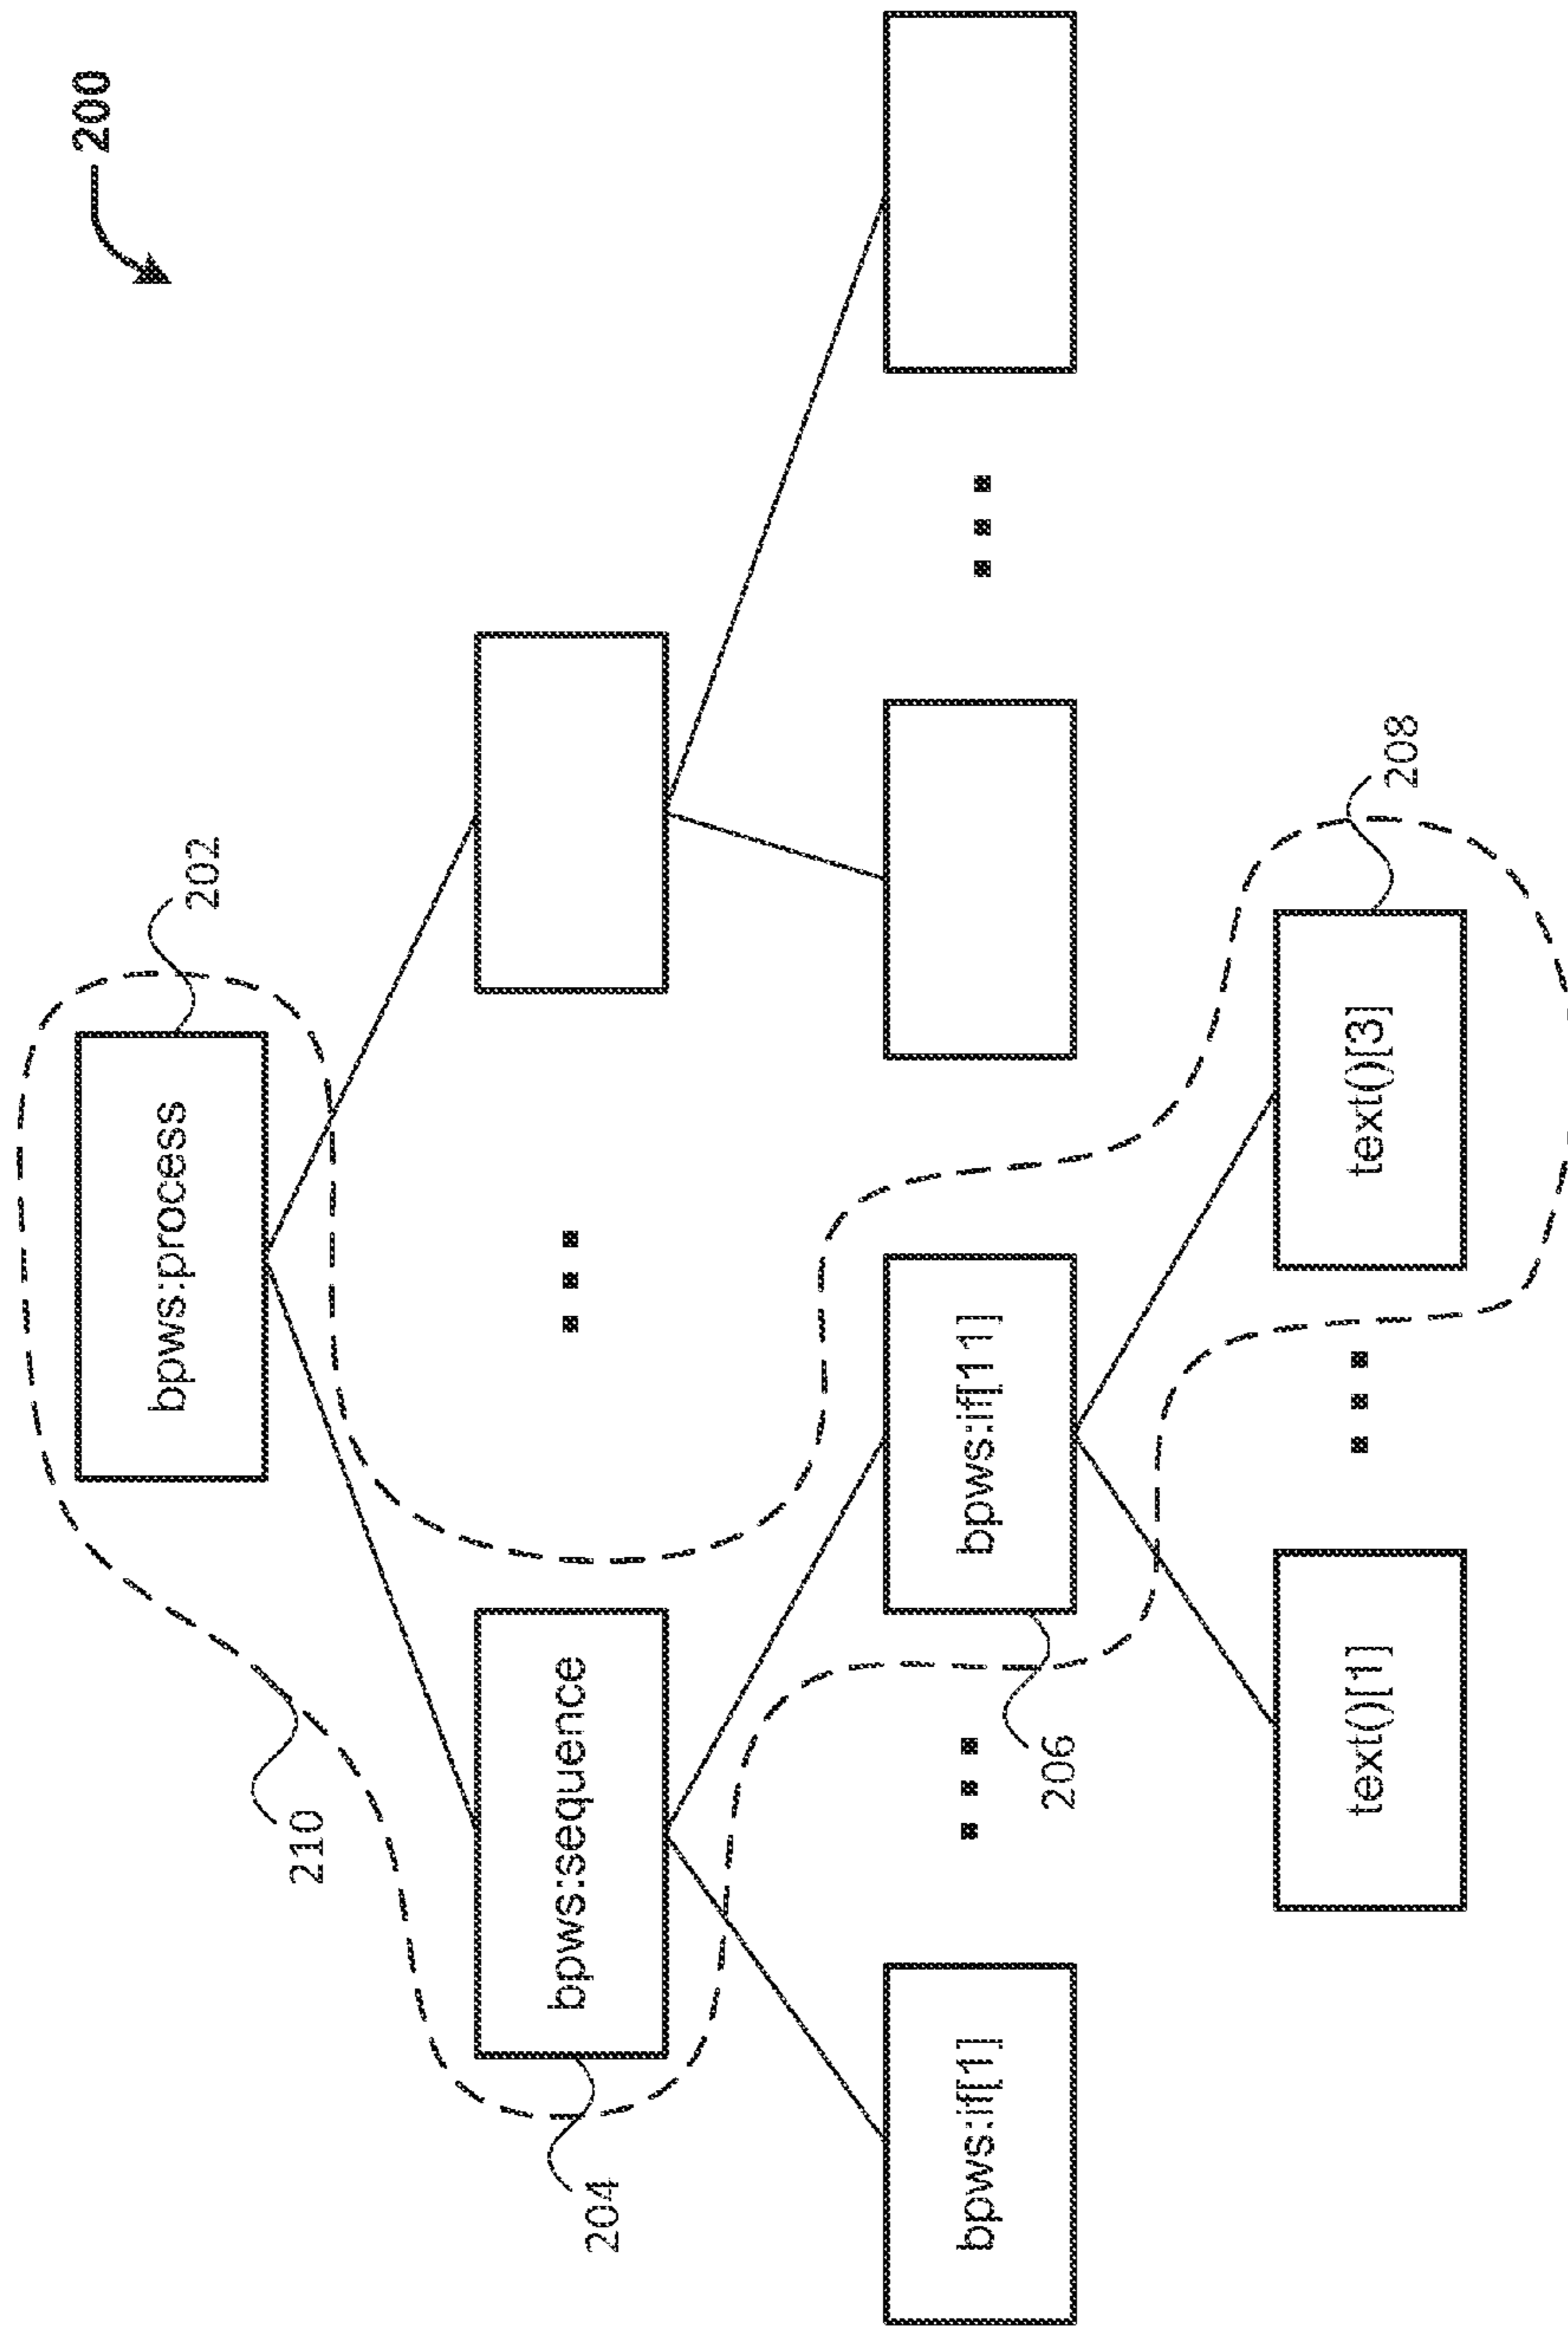 200
bpws:process
202
210
bpws:sequence
...
204
bpws:if[1]
...
bpws:if[11]
...
206
text()[1]
...
text()[3]
208